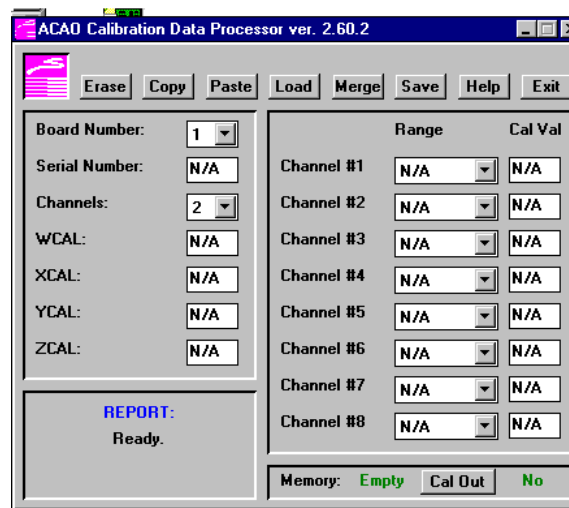 ACAO Calibration Data Processor ver. 2.60.2
Erase Copy Paste Load Merge Save Help Exit
Board Number: 1
Serial Number: N/A
Channels: 2
WCAL: N/A
XCAL: N/A
YCAL: N/A
ZCAL: N/A
REPORT:
Ready.
Range Cal Val
Channel #1 N/A N/A
Channel #2 N/A N/A
Channel #3 N/A N/A
Channel #4 N/A N/A
Channel #5 N/A N/A
Channel #6 N/A N/A
Channel #7 N/A N/A
Channel #8 N/A N/A
Memory: Empty Cal Out No